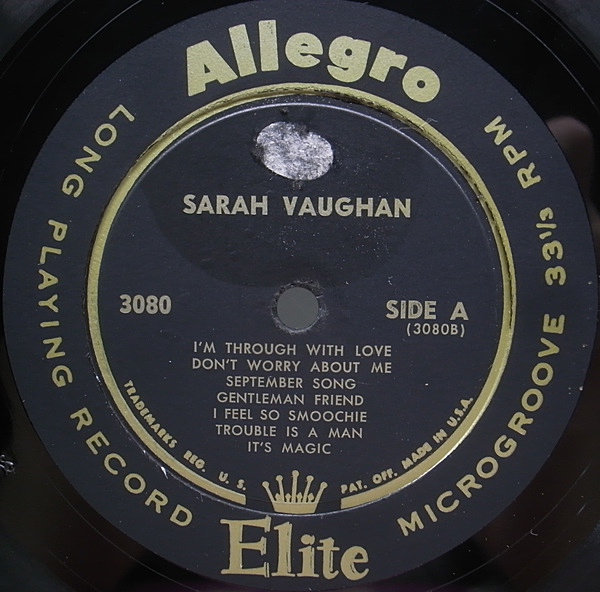 Allegro
LONG PLAYING RECORD
MICROGROOVE 33 1/3 RPM
SARAH VAUGHAN
3080
SIDE A
(3080B)
I'M THROUGH WITH LOVE
DON'T WORRY ABOUT ME
SEPTEMBER SONG
GENTLEMAN FRIEND
I FEEL SO SMOOCHIE
TROUBLE IS A MAN
IT'S MAGIC
TRADEMARKS REG. U. S. PAT. OFF. MADE IN U.S.A.
Elite